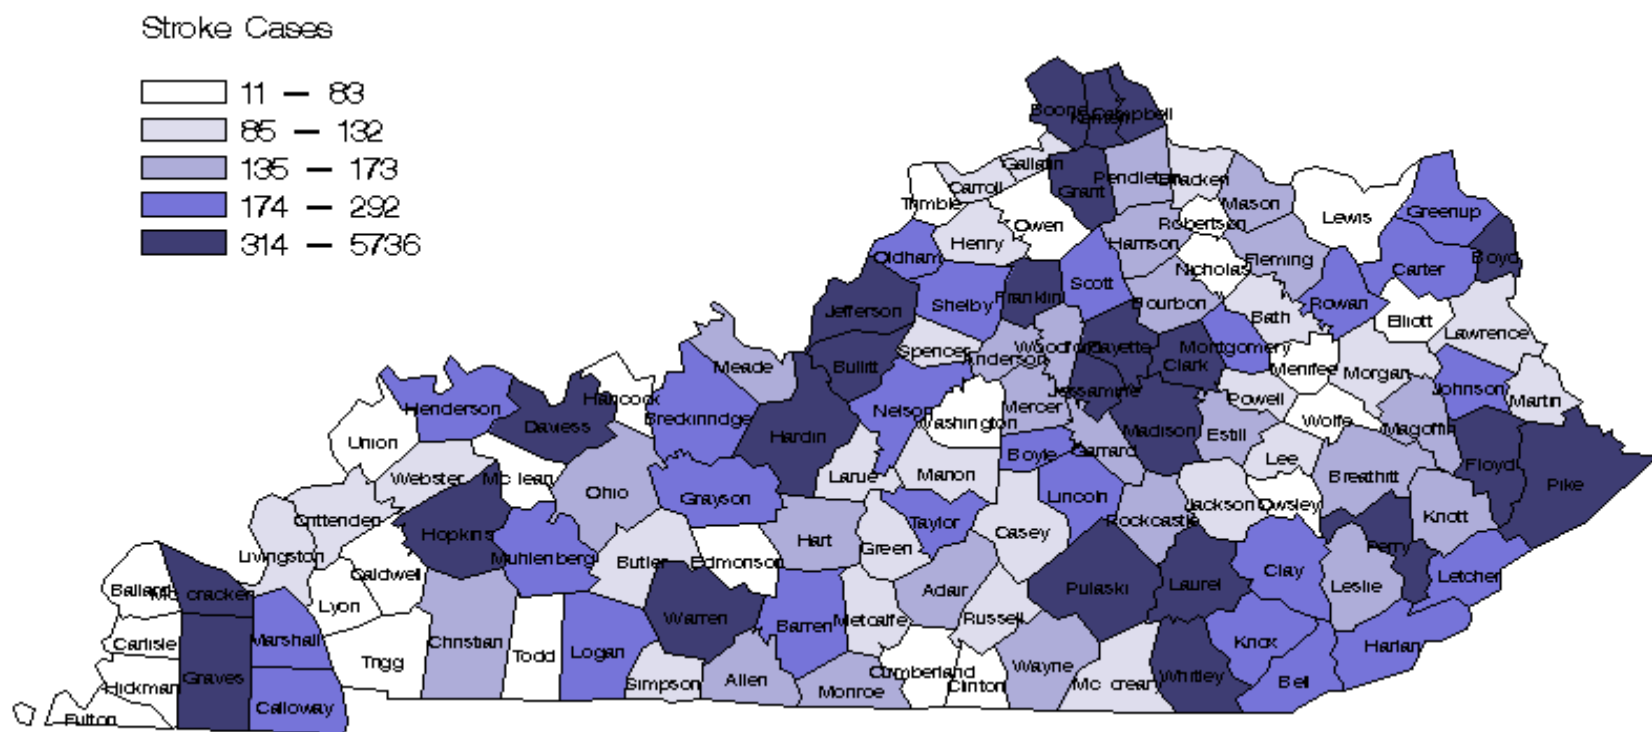 Stroke Cases
11 — 83
85 — 132
135 — 173
174 — 292
314 — 5736
Boone
Kenton
Campbell
Gallatin
Carroll
Trimble
Grant
Pendleton
Bracken
Mason
Robertson
Lewis
Greenup
Owen
Henry
Harrison
Oldham
Nicholas
Fleming
Carter
Boyd
Scott
Franklin
Shelby
Jefferson
Bourbon
Rowan
Bath
Elliott
Lawrence
Spencer
Anderson
Woodford
Fayette
Clark
Montgomery
Menifee
Morgan
Johnson
Martin
Meade
Bullitt
Jessamine
Powell
Hancock
Henderson
Daviess
Breckinridge
Hardin
Nelson
Washington
Mercer
Madison
Estill
Wolfe
Magoffin
Union
Webster
Mc lean
Ohio
Grayson
Larue
Marion
Boyle
Garrard
Lee
Breathitt
Floyd
Pike
Crittenden
Hopkins
Muhlenberg
Hart
Taylor
Casey
Lincoln
Rockcastle
Jackson
Owsley
Knott
Livingston
Butler
Edmonson
Green
Perry
Ballard
Mc cracken
Caldwell
Lyon
Warren
Barren
Metcalfe
Adair
Russell
Pulaski
Laurel
Clay
Leslie
Letcher
Carlisle
Marshall
Trigg
Christian
Todd
Logan
Knox
Harlan
Hickman
Graves
Simpson
Allen
Monroe
Cumberland
Clinton
Wayne
Mc creary
Whitley
Bell
Fulton
Calloway